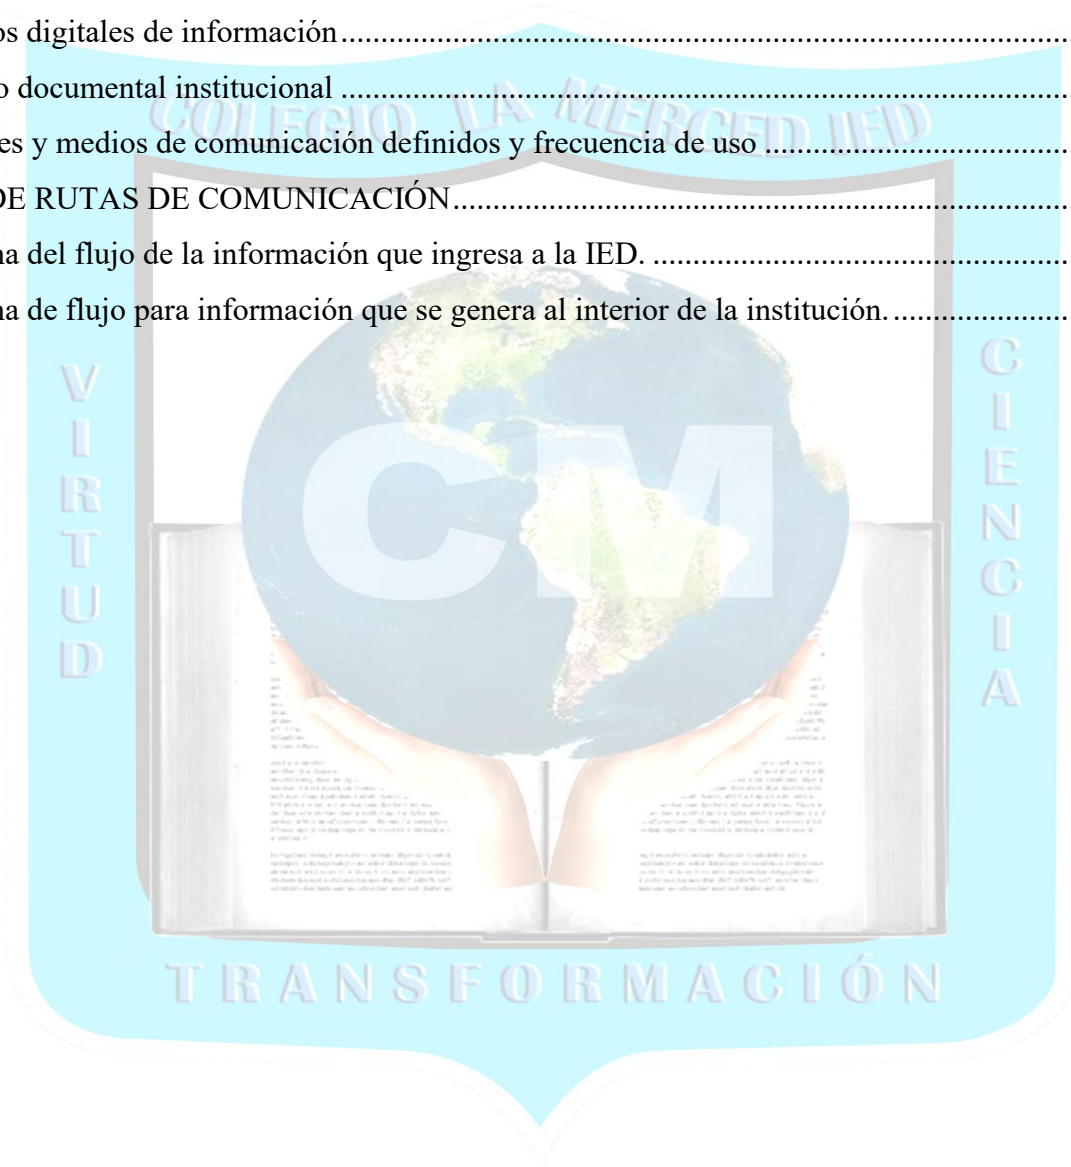 os digitales de información
o documental institucional
COLEGIO LA MERCED IED
es y medios de comunicación definidos y frecuencia de uso
DE RUTAS DE COMUNICACIÓN
na del flujo de la información que ingresa a la IED.
na de flujo para información que se genera al interior de la institución.
VIRTUD
CIENCIA
CM
TRANSFORMACIÓN